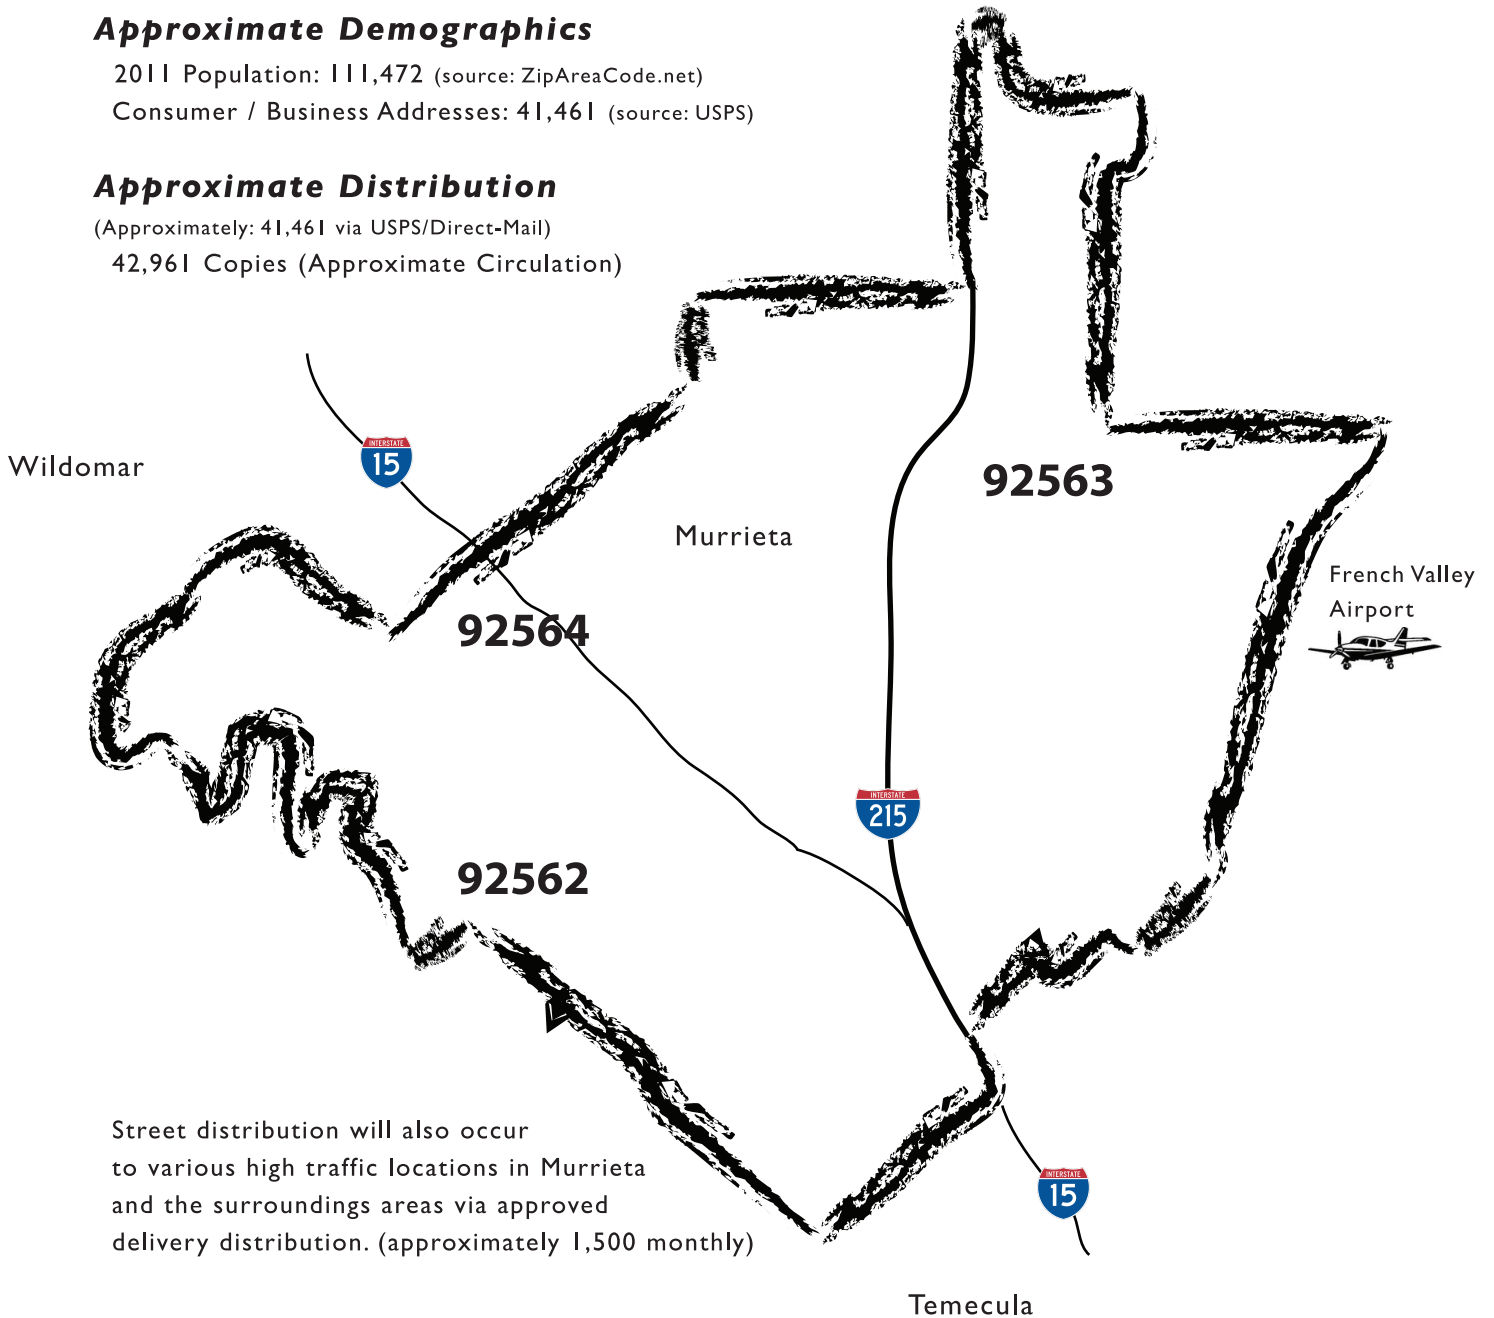 Approximate Demographics
2011 Population: 111,472 (source: ZipAreaCode.net)
Consumer / Business Addresses: 41,461 (source: USPS)
Approximate Distribution
(Approximately: 41,461 via USPS/Direct-Mail)
42,961 Copies (Approximate Circulation)
INTERSTATE
15
Wildomar
92563
Murrieta
French Valley
Airport
92564
INTERSTATE
215
92562
Street distribution will also occur
to various high traffic locations in Murrieta
and the surroundings areas via approved
delivery distribution. (approximately 1,500 monthly)
INTERSTATE
15
Temecula